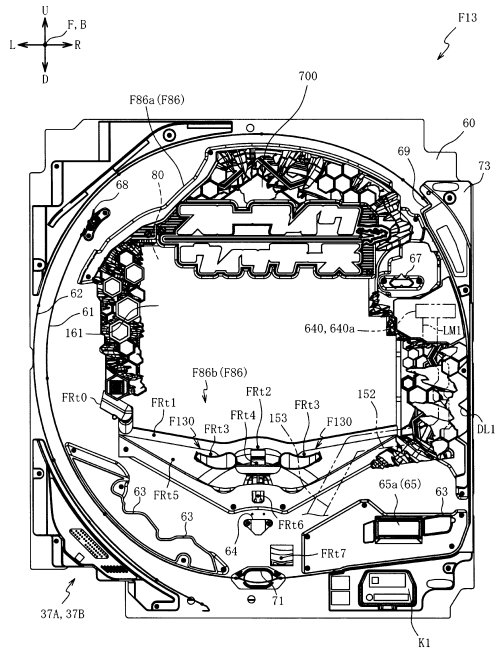 U
F, B
L
R
D
F13
F86a(F86)
700
60
80
69
73
68
67
62
61
161
640, 640a
LM1
F86b(F86)
FRt0
FRt1
FRt2
FRt4
153
FRt3
152
F130
FRt3
F130
DL1
FRt5
63
65a(65)
63
63
FRt6
64
FRt7
37A, 37B
71
K1